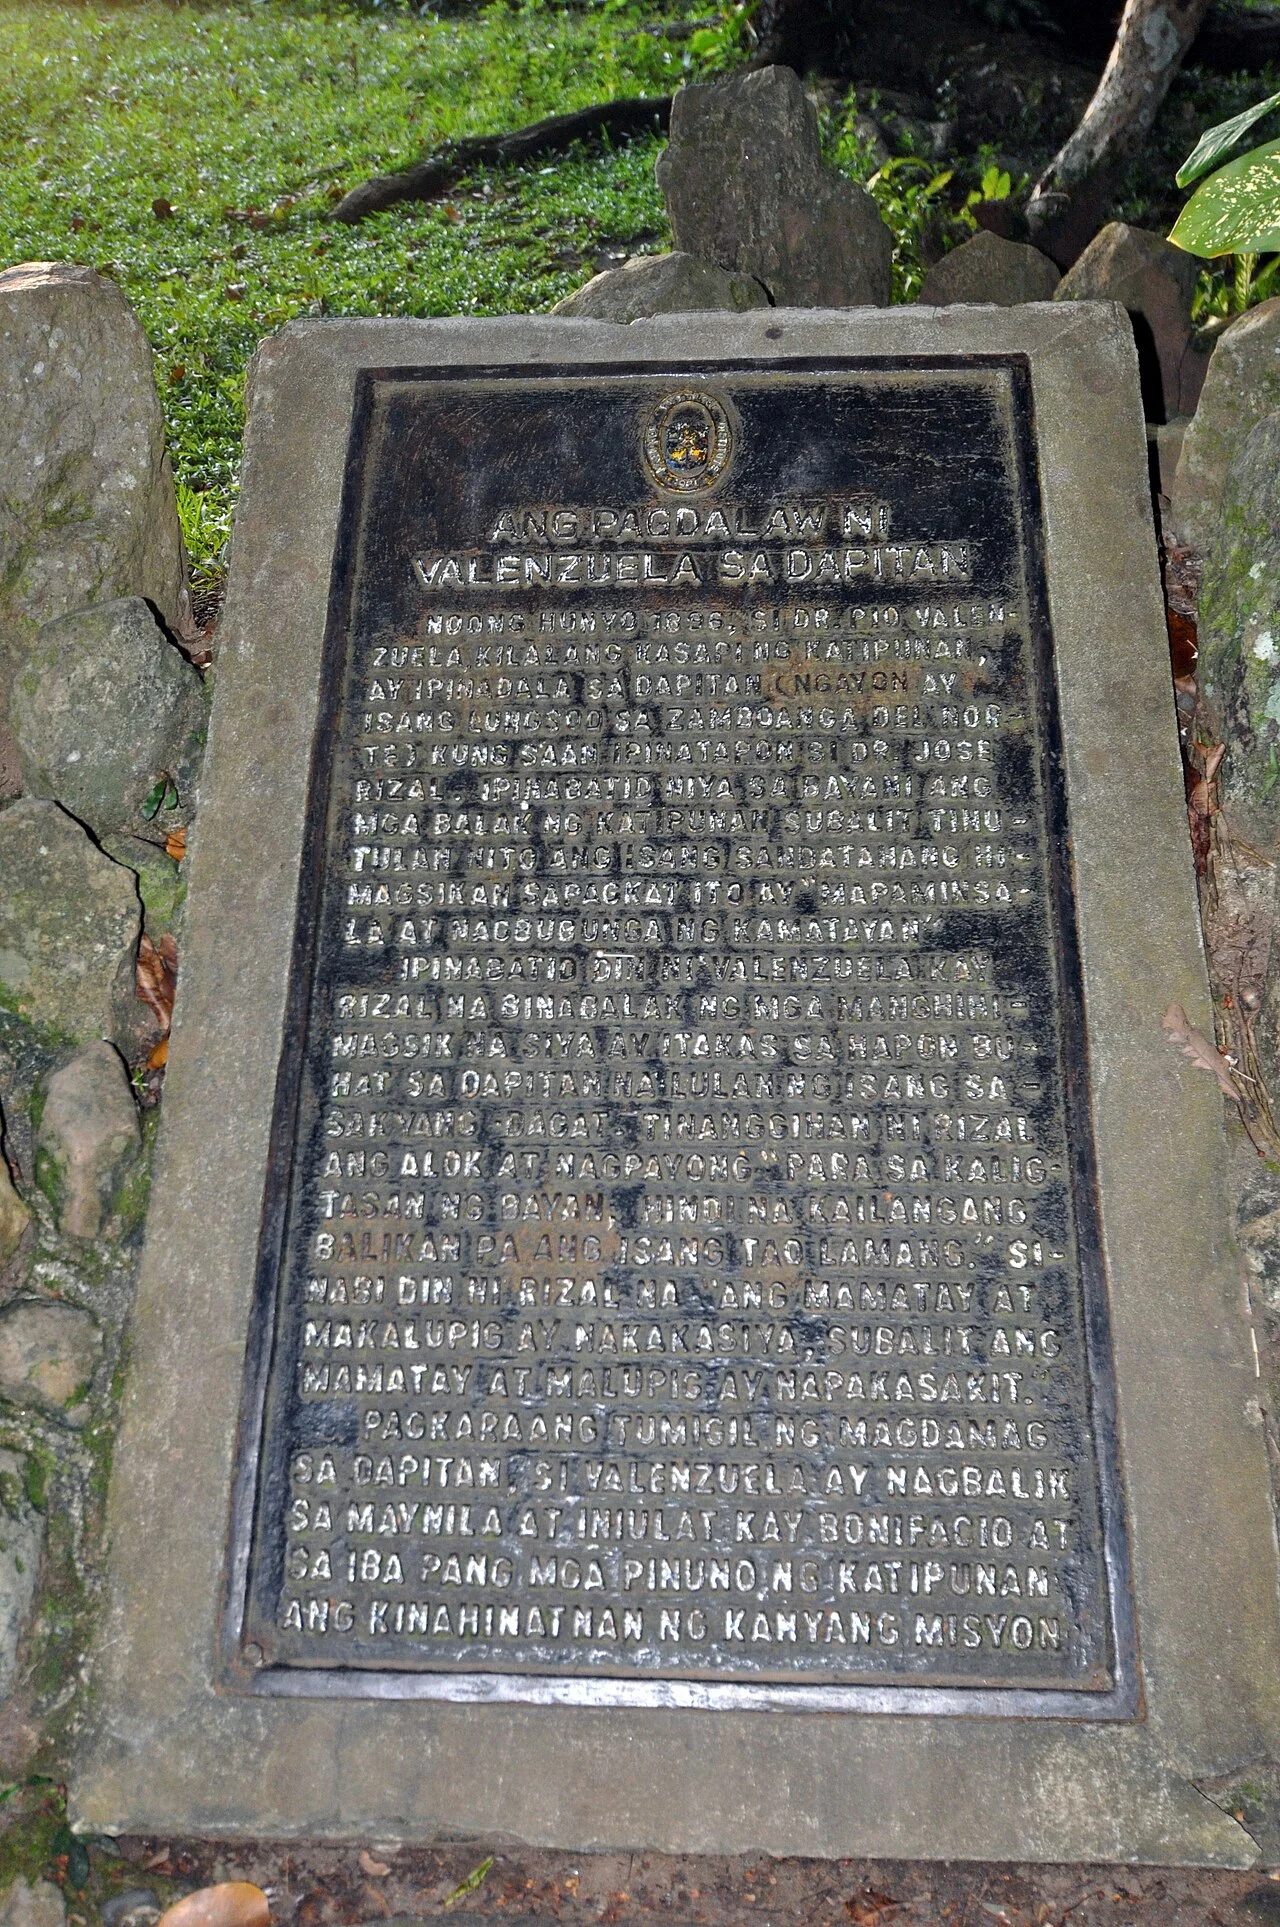 ANG PAGDALAW NI
VALENZUELA SA DAPITAN
NOONG HUNYO 1896, SI DR. PIO VALEN-
ZUELA, KILALANG KASAPI NG KATIPUNAN,
AY IPINADALA SA DAPITAN (NGAYON AY
ISANG LUNGSOD SA ZAMBOANGA DEL NOR-
TE) KUNG SAAN IPINATAPON SI DR. JOSE
RIZAL. IPINABATID NIYA SA BAYANI ANG
MGA BALAK NG KATIPUNAN SUBALIT TINU-
TULAN NITO ANG ISANG SANDATAHANG HI-
MAGSIKAN SAPAGKAT ITO AY "MAPAMINSA-
LA AT NAGBUBUNGA NG KAMATAYAN"
IPINABATID DIN NI VALENZUELA KAY
RIZAL NA BINABALAK NG MGA MANGHIHI-
MAGSIK NA SIYA AY ITAKAS SA HAPON BU-
HAT SA DAPITAN NA LULAN NG ISANG SA-
SAKYANG-DAGAT. TINANGGIHAN NI RIZAL
ANG ALOK AT NAGPAYONG "PARA SA KALIG-
TASAN NG BAYAN, HINDI NA KAILANGANG
BALIKAN PA ANG ISANG TAO LAMANG." SI-
NABI DIN NI RIZAL NA "ANG MAMATAY AT
MAKALUPIG AY NAKAKASIYA, SUBALIT ANG
MAMATAY AT MALUPIG AY NAPAKASAKIT."
PAGKARAANG TUMIGIL NG MAGDAMAG
SA DAPITAN, SI VALENZUELA AY NAGBALIK
SA MAYNILA AT INIULAT KAY BONIFACIO AT
SA IBA PANG MGA PINUNO NG KATIPUNAN
ANG KINAHINATNAN NG KANYANG MISYON